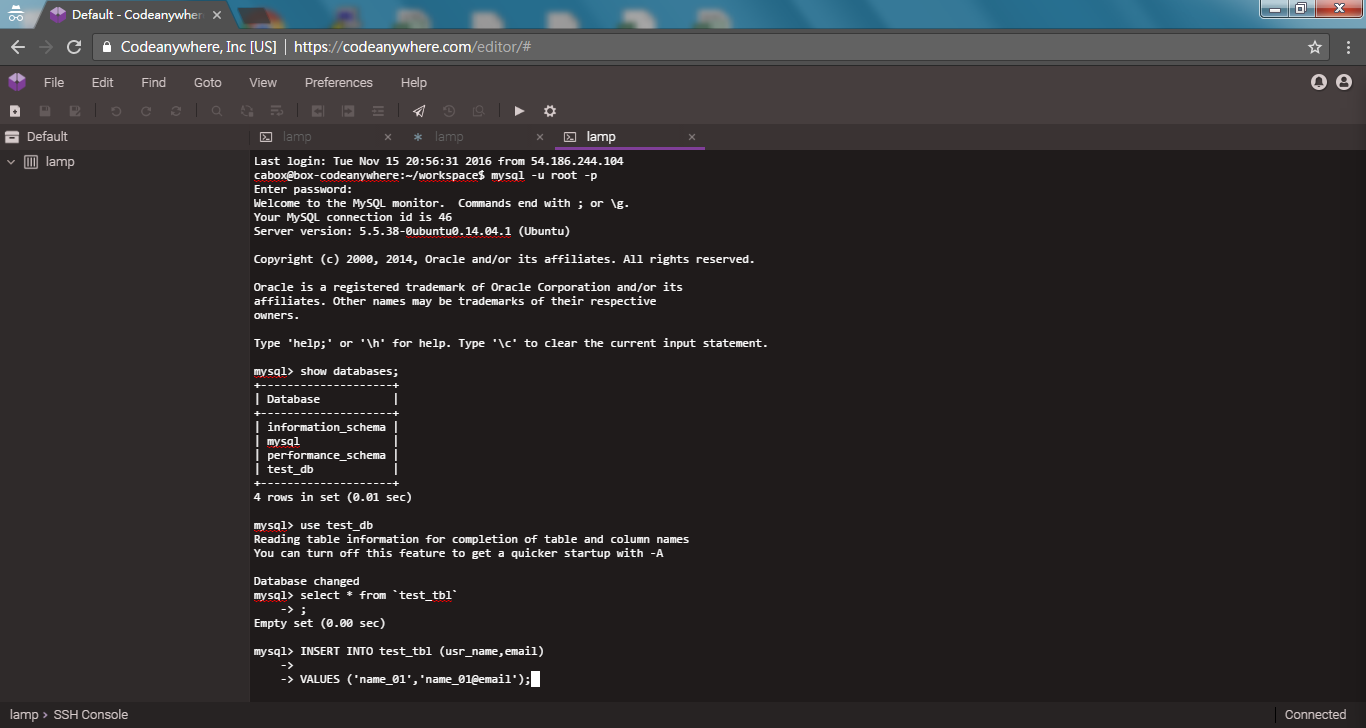 Default - Codeanywher
Codeanywhere, Inc [US] | https://codeanywhere.com/editor/#
File Edit Find Goto View Preferences Help
Default
lamp
lamp
lamp
lamp
Last login: Tue Nov 15 20:56:31 2016 from 54.186.244.104
cabox@box-codeanywhere:~/workspace$ mysql -u root -p
Enter password:
Welcome to the MySQL monitor.  Commands end with ; or \g.
Your MySQL connection id is 46
Server version: 5.5.38-0ubuntu0.14.04.1 (Ubuntu)
Copyright (c) 2000, 2014, Oracle and/or its affiliates. All rights reserved.
Oracle is a registered trademark of Oracle Corporation and/or its
affiliates. Other names may be trademarks of their respective
owners.
Type 'help;' or '\h' for help. Type '\c' to clear the current input statement.
mysql> show databases;
+--------------------+
| Database           |
+--------------------+
| information_schema |
| mysql              |
| performance_schema |
| test_db            |
+--------------------+
4 rows in set (0.01 sec)
mysql> use test_db
Reading table information for completion of table and column names
You can turn off this feature to get a quicker startup with -A
Database changed
mysql> select * from `test_tbl`
    -> ;
Empty set (0.00 sec)
mysql> INSERT INTO test_tbl (usr_name,email)
    ->
    -> VALUES ('name_01','name_01@email');
lamp > SSH Console
Connected